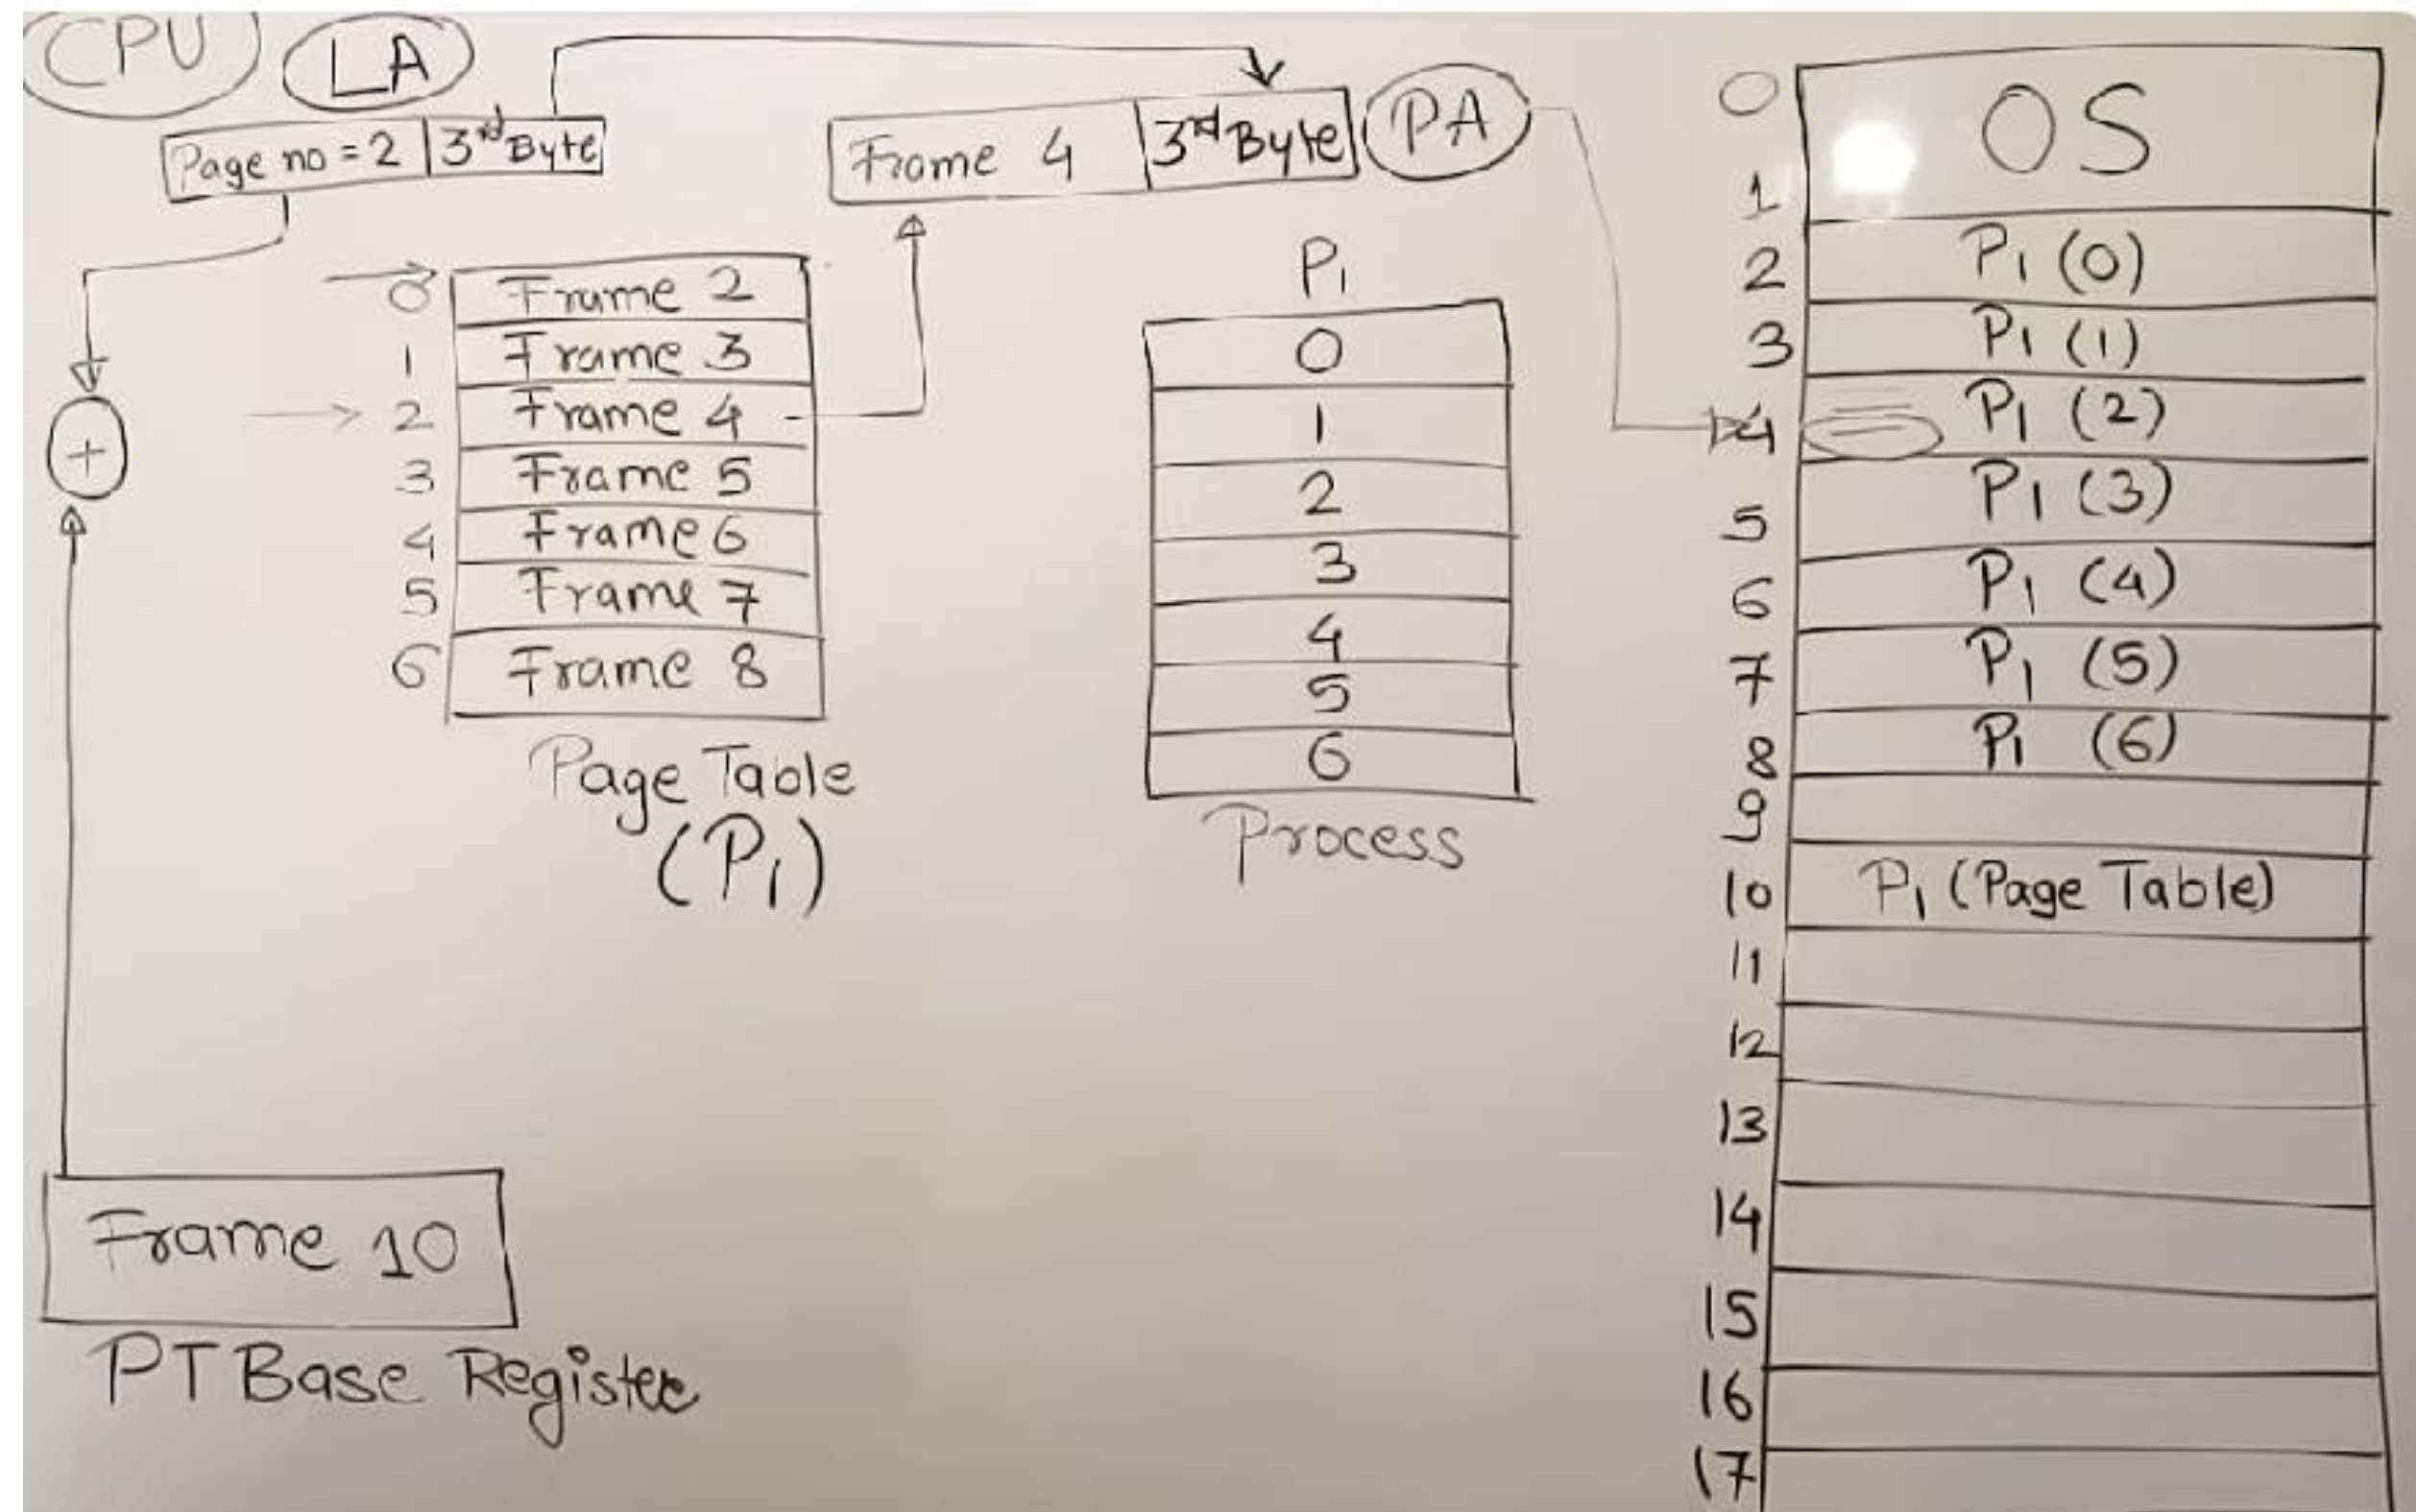 CPU
LA
Page no = 2 | 3rd Byte
Frame 4 | 3rd Byte
PA
+
0 Frame 2
1 Frame 3
2 Frame 4
3 Frame 5
4 Frame 6
5 Frame 7
6 Frame 8
Page Table
(P1)
P1
0
1
2
3
4
5
6
Process
Frame 10
PT Base Register
0 OS
1
2 P1 (0)
3 P1 (1)
4 P1 (2)
5 P1 (3)
6 P1 (4)
7 P1 (5)
8 P1 (6)
9
10 P1 (Page Table)
11
12
13
14
15
16
17